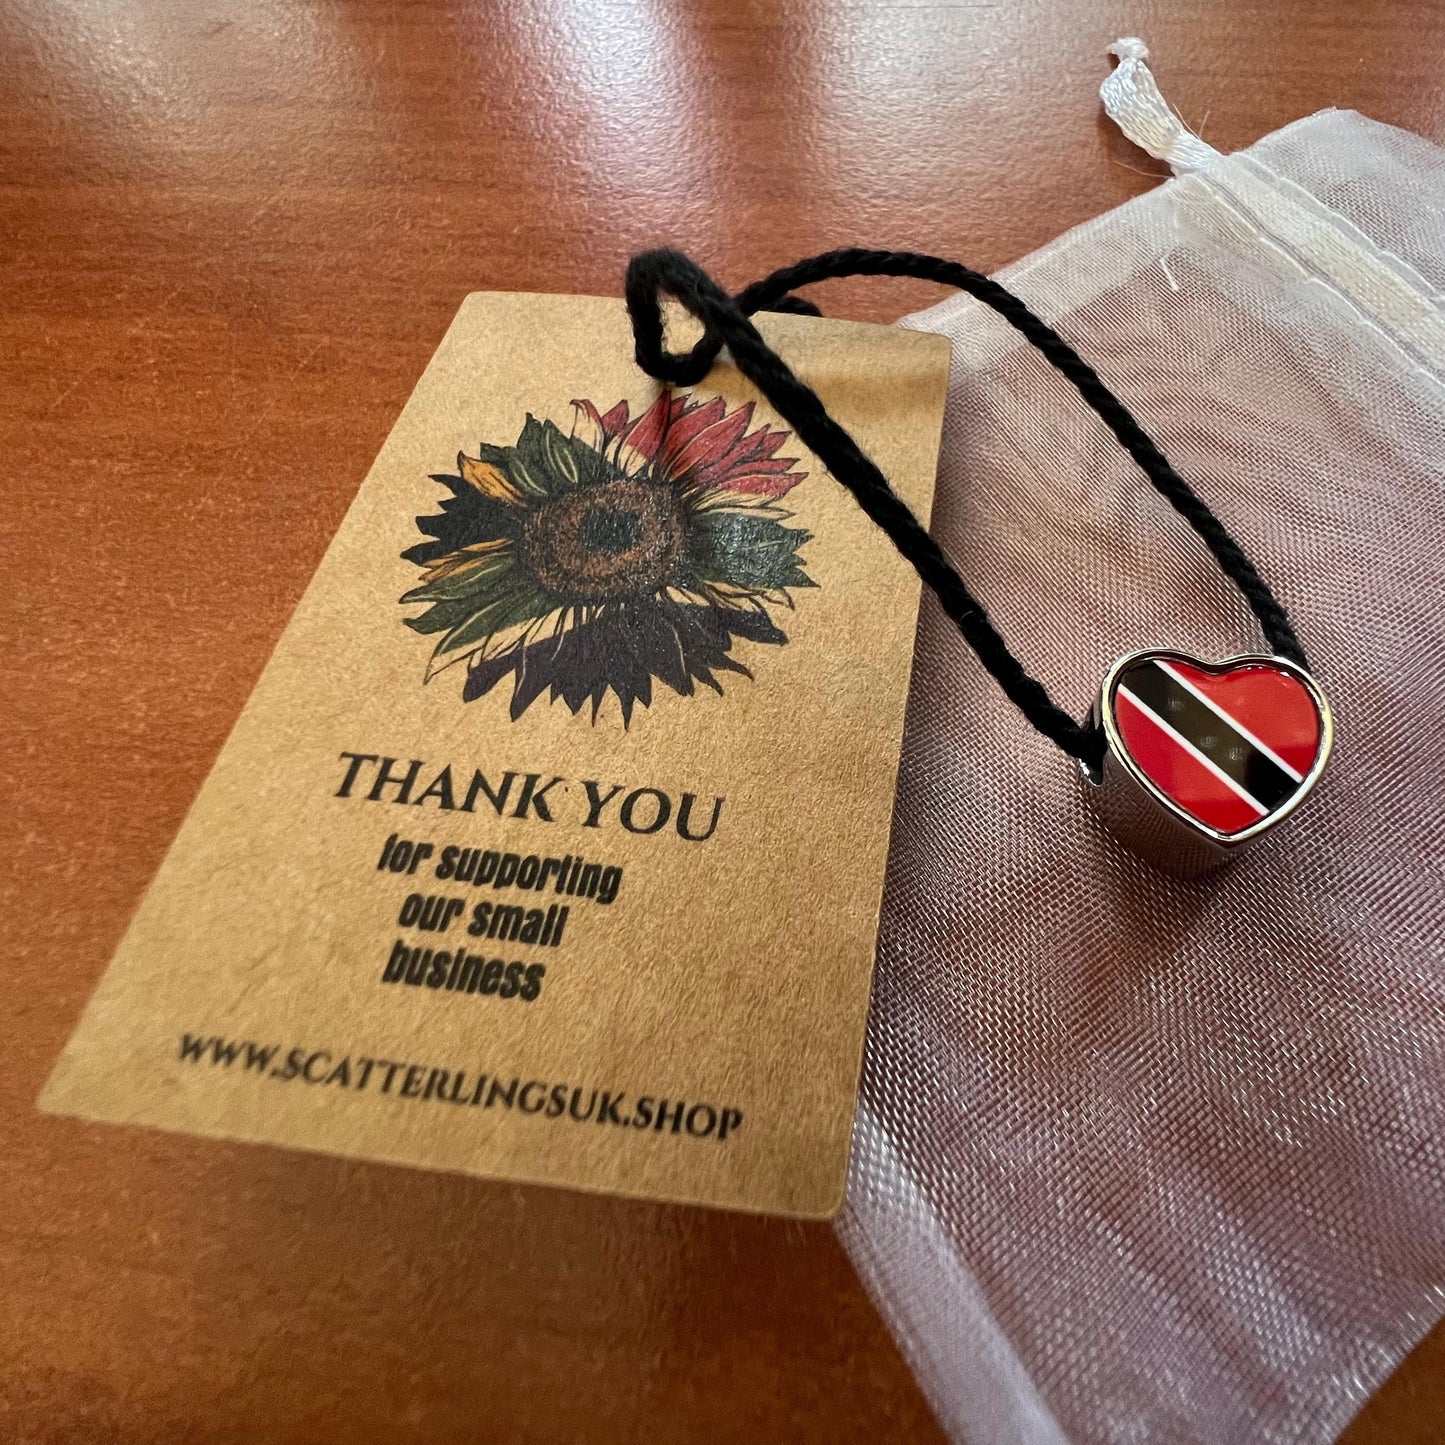 THANK YOU
for supporting
our small
business
WWW.SCATTERLINGSUK.SHOP